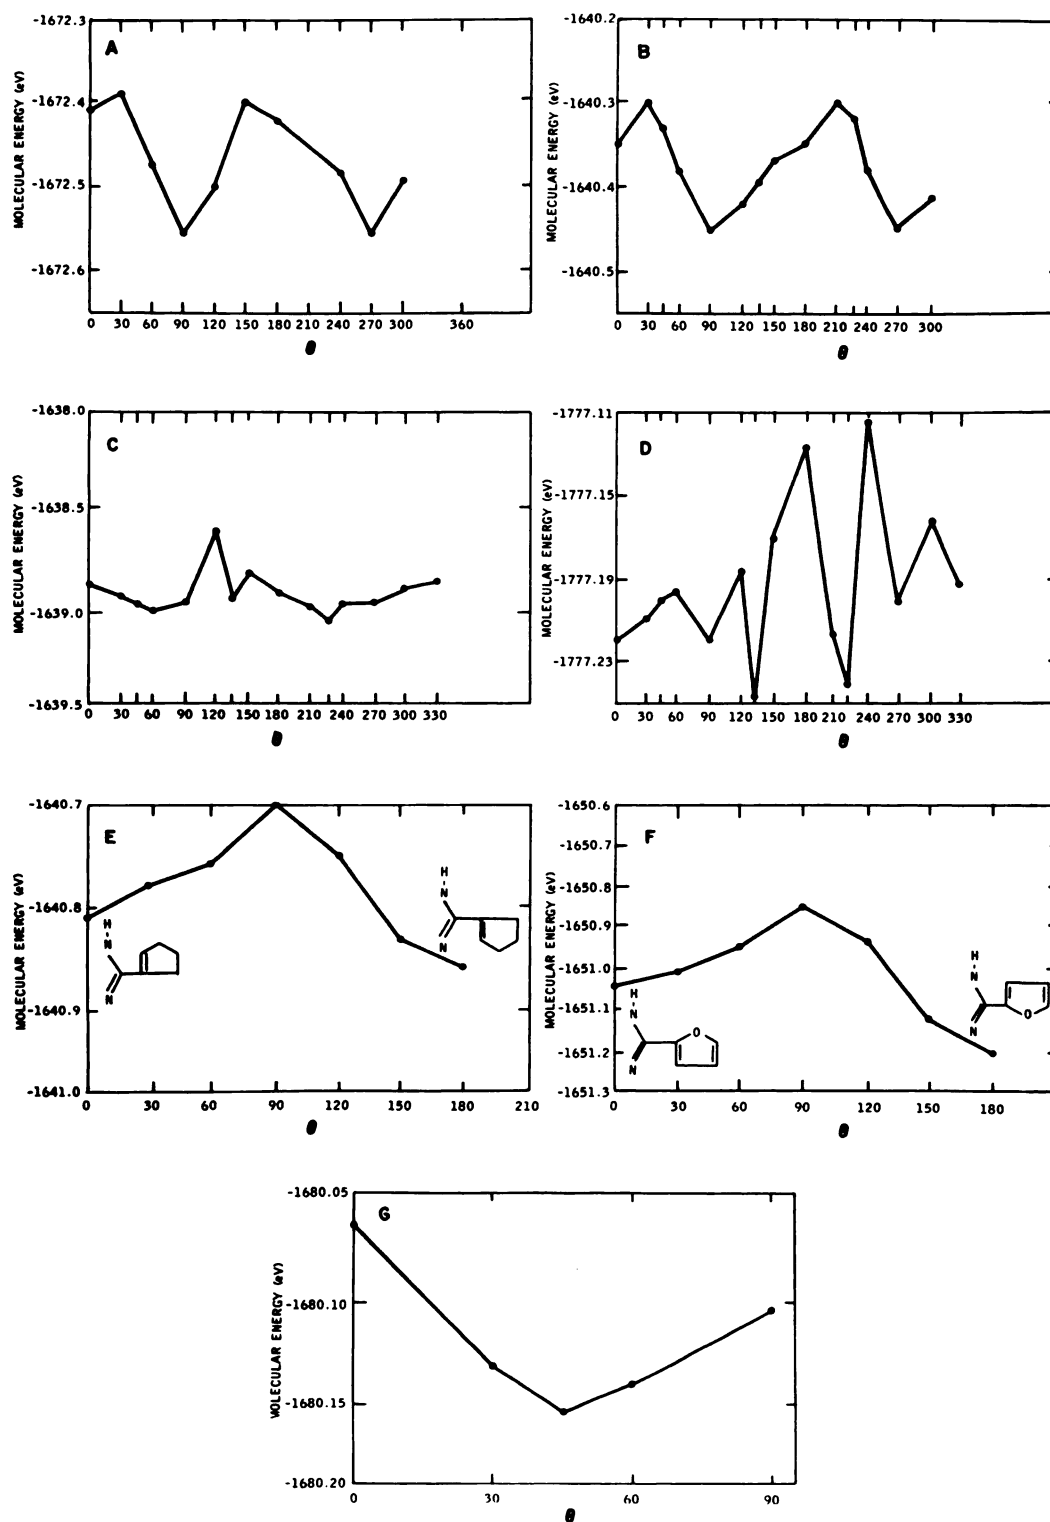 A
MOLECULAR ENERGY (eV)
-1672.3
-1672.4
-1672.5
-1672.6
0 30 60 90 120 150 180 210 240 270 300 360
θ
B
MOLECULAR ENERGY (eV)
-1640.2
-1640.3
-1640.4
-1640.5
0 30 60 90 120 150 180 210 240 270 300
θ
C
MOLECULAR ENERGY (eV)
-1638.0
-1638.5
-1639.0
-1639.5
0 30 60 90 120 150 180 210 240 270 300 330
θ
D
MOLECULAR ENERGY (eV)
-1777.11
-1777.15
-1777.19
-1777.23
0 30 60 90 120 150 180 210 240 270 300 330
θ
E
MOLECULAR ENERGY (eV)
-1640.7
-1640.8
-1640.9
-1641.0
H
N
N
H
N
N
0 30 60 90 120 150 180 210
θ
F
MOLECULAR ENERGY (eV)
-1650.6
-1650.7
-1650.8
-1650.9
-1651.0
-1651.1
-1651.2
-1651.3
H
N
N
O
H
N
N
O
0 30 60 90 120 150 180
θ
G
MOLECULAR ENERGY (eV)
-1680.05
-1680.10
-1680.15
-1680.20
0 30 60 90
θ